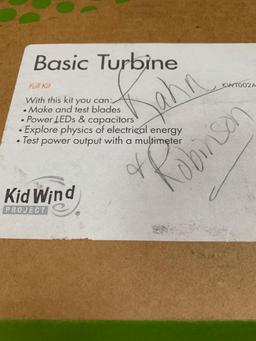 Basic Turbine
Full Kit
KWT002A
With this kit you can:
• Make and test blades
• Power LEDs & capacitors
• Explore physics of electrical energy
• Test power output with a multimeter
Kahn
& Robinson
KidWind
PROJECT